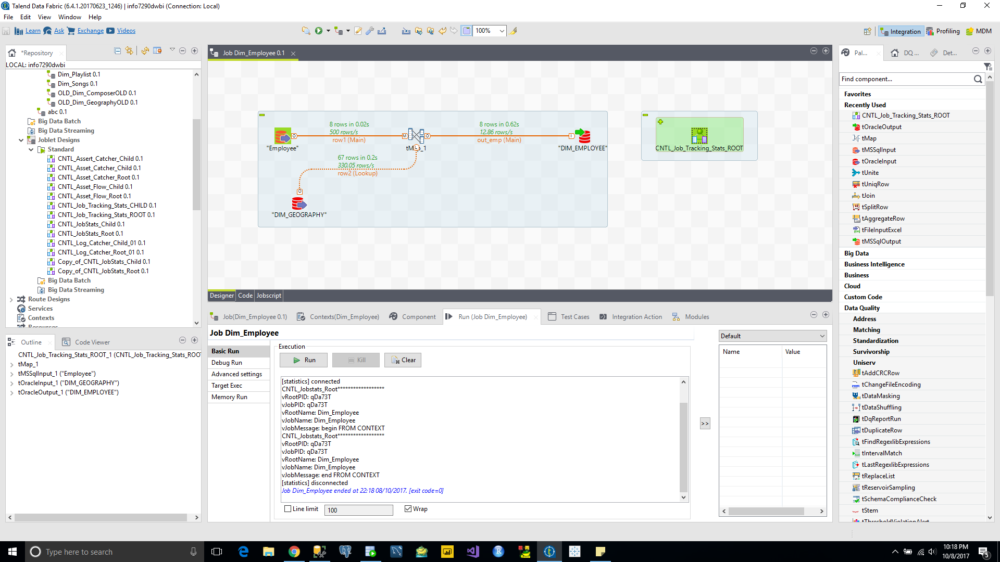 Talend Data Fabric (6.4.1.20170623_1246) | info7290dwbi (Connection: Local)
File Edit View Window Help
Learn Ask Exchange Videos 100% Integration Profiling MDM
*Repository
LOCAL: info7290dwbi
Dim_Playlist 0.1
Dim_Songs 0.1
OLD_Dim_ComposerOLD 0.1
OLD_Dim_GeographyOLD 0.1
abc 0.1
Big Data Batch
Big Data Streaming
Joblet Designs
Standard
CNTL_Assert_Catcher_Child 0.1
CNTL_Asset_Catcher_Child 0.1
CNTL_Asset_Catcher_Root 0.1
CNTL_Asset_Flow_Child 0.1
CNTL_Asset_Flow_Root 0.1
CNTL_Job_Tracking_Stats_CHILD 0.1
CNTL_Job_Tracking_Stats_ROOT 0.1
CNTL_JobStats_Child 0.1
CNTL_JobStats_Root 0.1
CNTL_Log_Catcher_Child_01 0.1
CNTL_Log_Catcher_Root_01 0.1
Copy_of_CNTL_JobStats_Child 0.1
Copy_of_CNTL_JobStats_Root 0.1
Big Data Batch
Big Data Streaming
Route Designs
Services
Contexts
Resources
Outline Code Viewer
CNTL_Job_Tracking_Stats_ROOT_1 (CNTL_Job_Tracking_Stats_ROO
tMap_1
tMSSqlInput_1 ("Employee")
tOracleInput_1 ("DIM_GEOGRAPHY")
tOracleOutput_1 ("DIM_EMPLOYEE")
Job Dim_Employee 0.1
8 rows in 0.02s
500 rows/s
row1 (Main)
8 rows in 0.62s
12.86 rows/s
out_emp (Main)
"Employee"
tMap_1
"DIM_EMPLOYEE"
67 rows in 0.2s
330.05 rows/s
row2 (Lookup)
"DIM_GEOGRAPHY"
CNTL_Job_Tracking_Stats_ROOT
Designer Code Jobscript
Job(Dim_Employee 0.1) Contexts(Dim_Employee) Component Run (Job Dim_Employee) Test Cases Integration Action Modules
Job Dim_Employee
Basic Run
Debug Run
Advanced settings
Target Exec
Memory Run
Execution
Run Kill Clear
[statistics] connected
CNTL_Jobstats_Root******************
vRootPID: qDa73T
vJobPID: qDa73T
vRootName: Dim_Employee
vJobName: Dim_Employee
vJobMessage: begin FROM CONTEXT
CNTL_Jobstats_Root******************
vRootPID: qDa73T
vJobPID: qDa73T
vRootName: Dim_Employee
vJobName: Dim_Employee
vJobMessage: end FROM CONTEXT
[statistics] disconnected
Job Dim_Employee ended at 22:18 08/10/2017. [exit code=0]
Line limit 100 Wrap
>>
Default
Name Value
Pal... DQ ... Det...
Find component...
Favorites
Recently Used
CNTL_Job_Tracking_Stats_ROOT
tOracleOutput
tMap
tMSSqlInput
tOracleInput
tUnite
tUniqRow
tJoin
tSplitRow
tAggregateRow
tFileInputExcel
tMSSqlOutput
Big Data
Business Intelligence
Business
Cloud
Custom Code
Data Quality
Address
Matching
Standardization
Survivorship
Uniserv
tAddCRCRow
tChangeFileEncoding
tDataMasking
tDataShuffling
tDqReportRun
tDuplicateRow
tFindRegexlibExpressions
tIntervalMatch
tLastRegexlibExpressions
tReplaceList
tReservoirSampling
tSchemaComplianceCheck
tStem
tThresholdViolationAlert
Type here to search
10:18 PM
10/8/2017
5